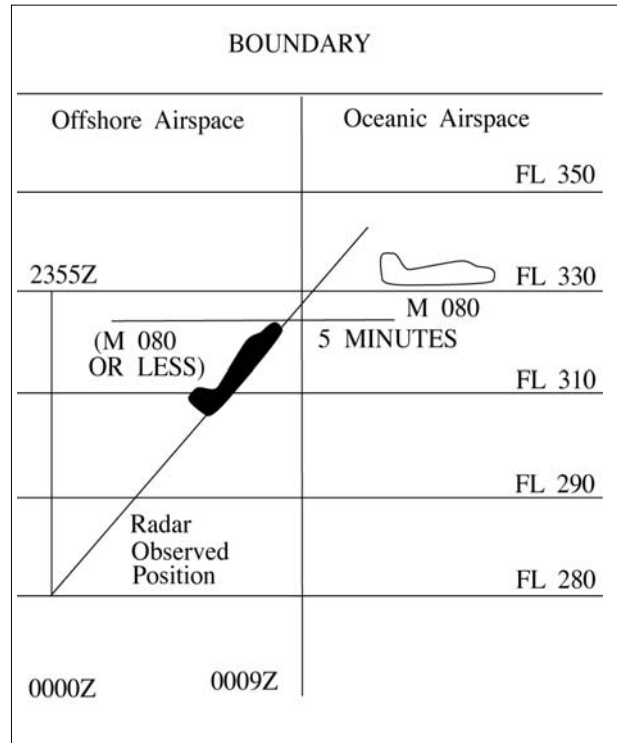 BOUNDARY
Offshore Airspace
Oceanic Airspace
FL 350
2355Z
FL 330
M 080
(M 080
OR LESS)
5 MINUTES
FL 310
FL 290
Radar
Observed
Position
FL 280
0000Z
0009Z